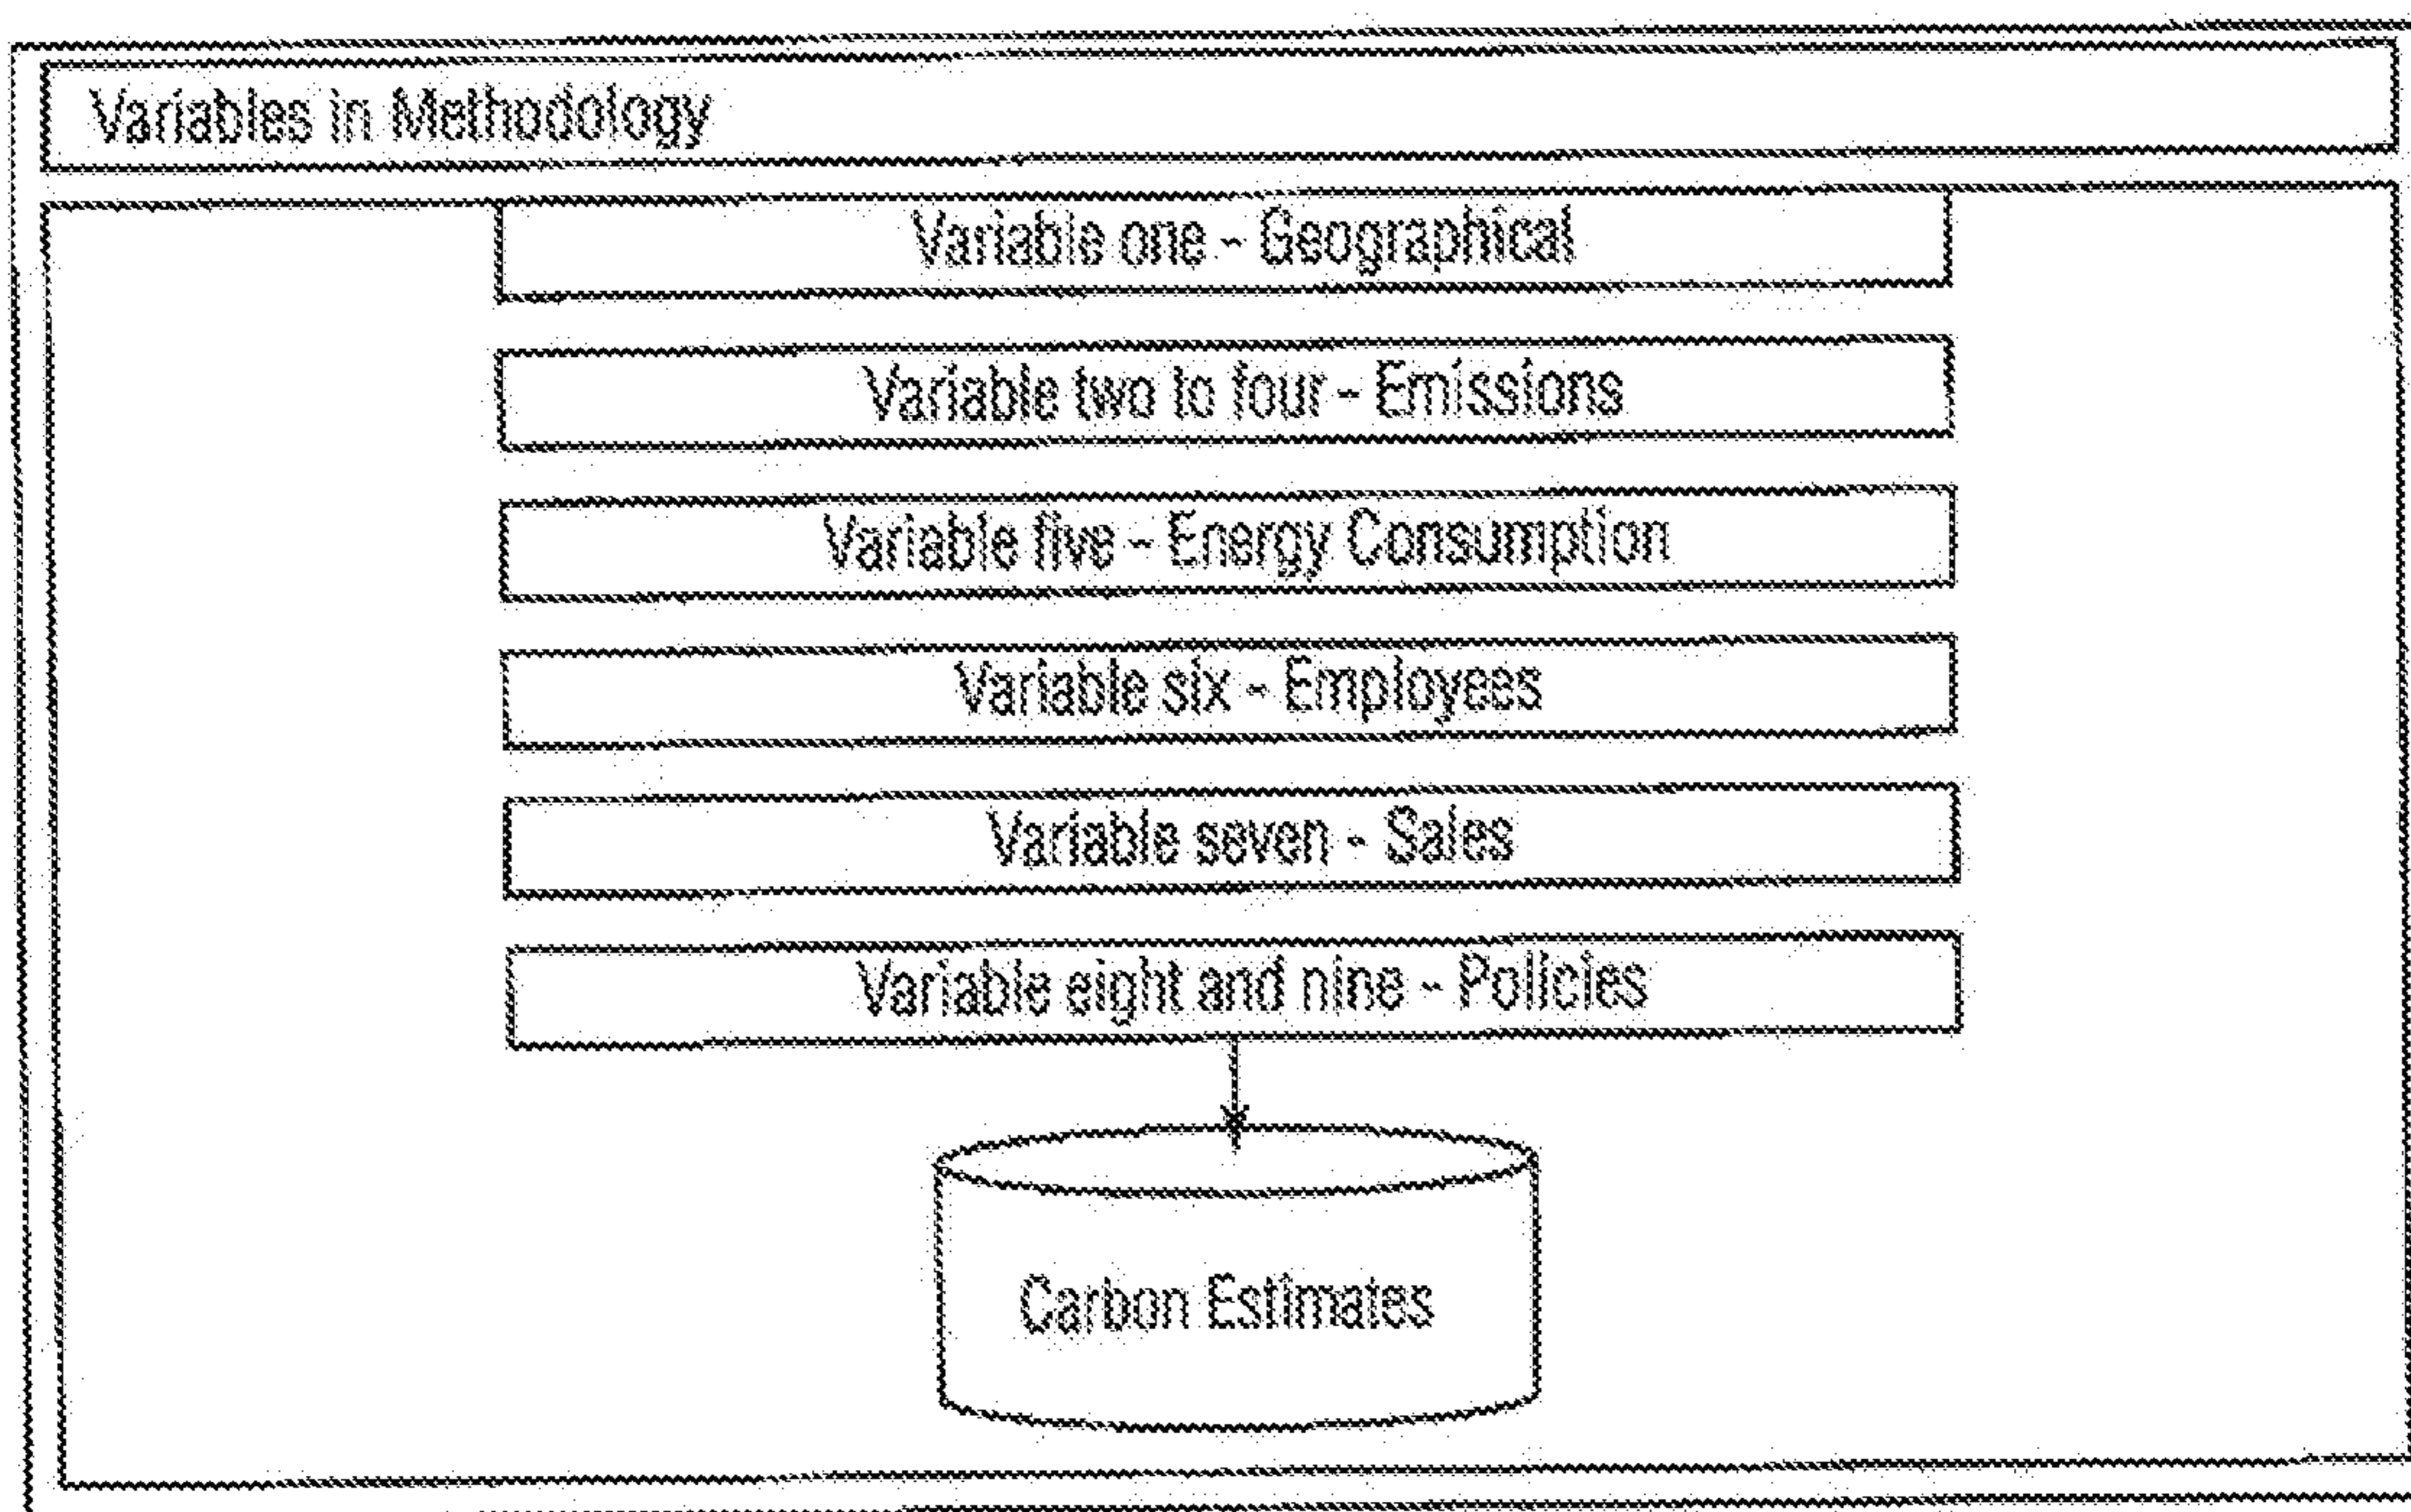 Variables in Methodology
Variable one - Geographical
Variable two to four - Emissions
Variable five - Energy Consumption
Variable six - Employees
Variable seven - Sales
Variable eight and nine - Policies
Carbon Estimates